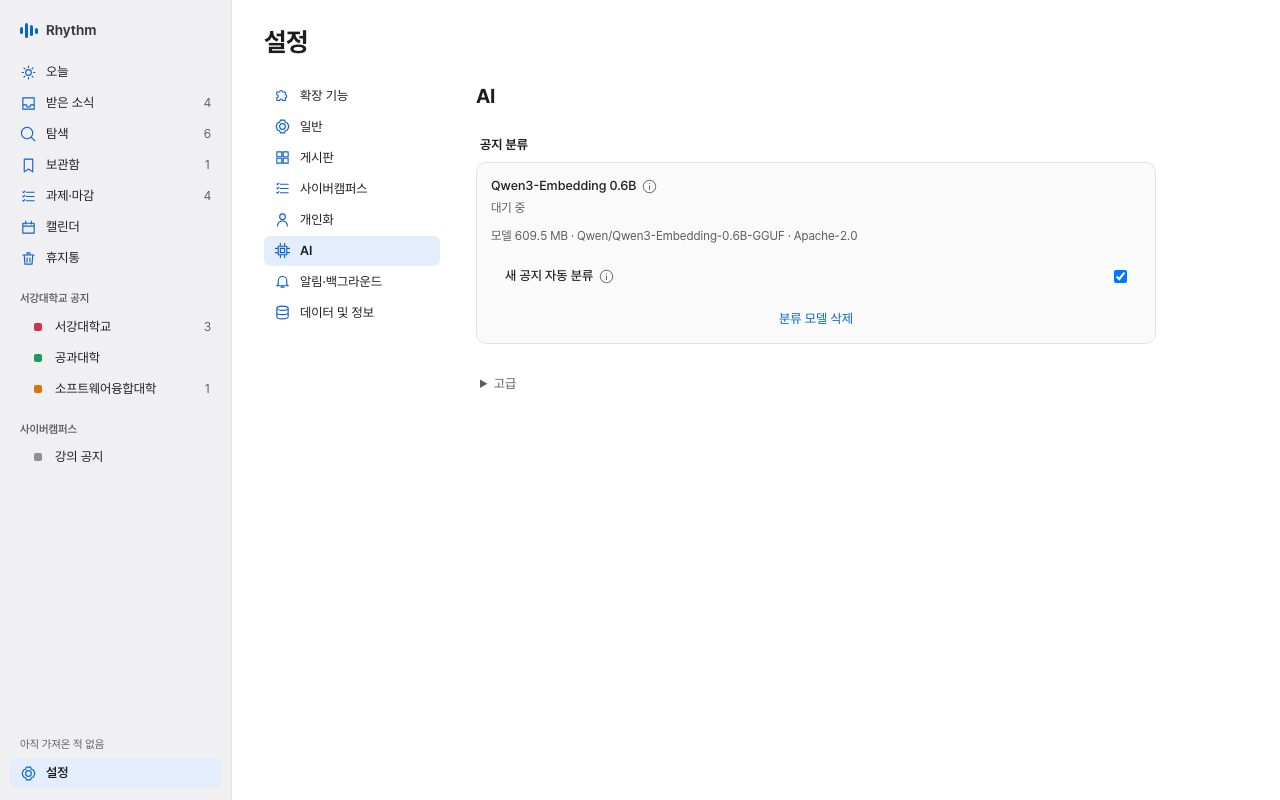 Rhythm
오늘
받은 소식 4
탐색 6
보관함 1
과제·마감 4
캘린더
휴지통
서강대학교 공지
서강대학교 3
공과대학
소프트웨어융합대학 1
사이버캠퍼스
강의 공지
아직 가져온 적 없음
설정
설정
확장 기능
일반
게시판
사이버캠퍼스
개인화
AI
알림·백그라운드
데이터 및 정보
AI
공지 분류
Qwen3-Embedding 0.6B
대기 중
모델 609.5 MB · Qwen/Qwen3-Embedding-0.6B-GGUF · Apache-2.0
새 공지 자동 분류
분류 모델 삭제
고급